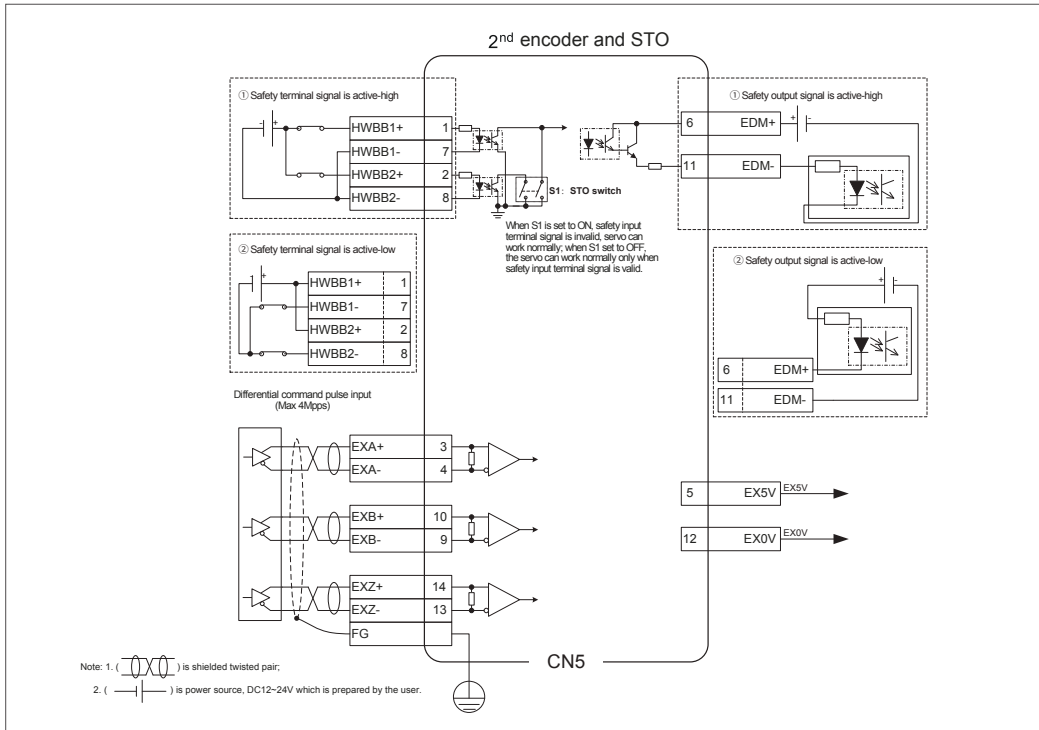 2nd encoder and STO
① Safety terminal signal is active-high
- +
HWBB1+ 1
HWBB1- 7
HWBB2+ 2
HWBB2- 8
S1: STO switch
When S1 is set to ON, safety input
terminal signal is invalid, servo can
work normally; when S1 set to OFF,
the servo can work normally only when
safety input terminal signal is valid.
① Safety output signal is active-high
6 EDM+ + -
11 EDM-
② Safety terminal signal is active-low
- +
HWBB1+ 1
HWBB1- 7
HWBB2+ 2
HWBB2- 8
② Safety output signal is active-low
+ -
6 EDM+
11 EDM-
Differential command pulse input
(Max 4Mpps)
EXA+ 3
EXA- 4
EXB+ 10
EXB- 9
EXZ+ 14
EXZ- 13
FG
5 EX5V EX5V
12 EX0V EX0V
CN5
Note: 1. ( ) is shielded twisted pair;
2. ( ) is power source, DC12~24V which is prepared by the user.